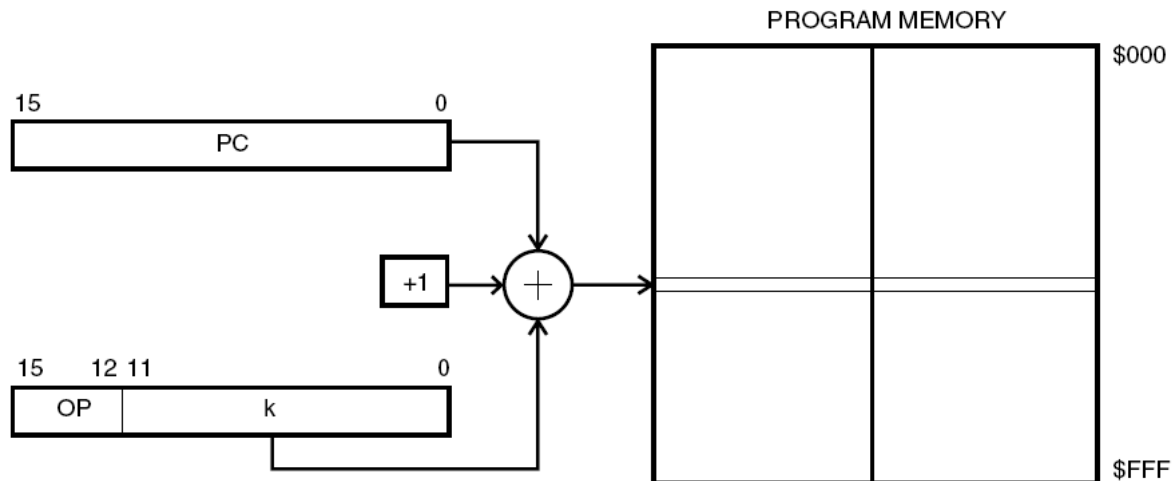 PROGRAM MEMORY
$000
15 0
PC
+1
15 12 11 0
OP k
$FFF